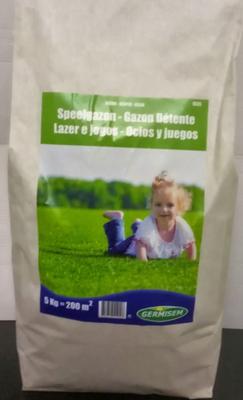 Speelgazon - Gazon Détente
Lazer e jogos - Ocios y juegos
5 Kg = 200 m²
GERMISEM